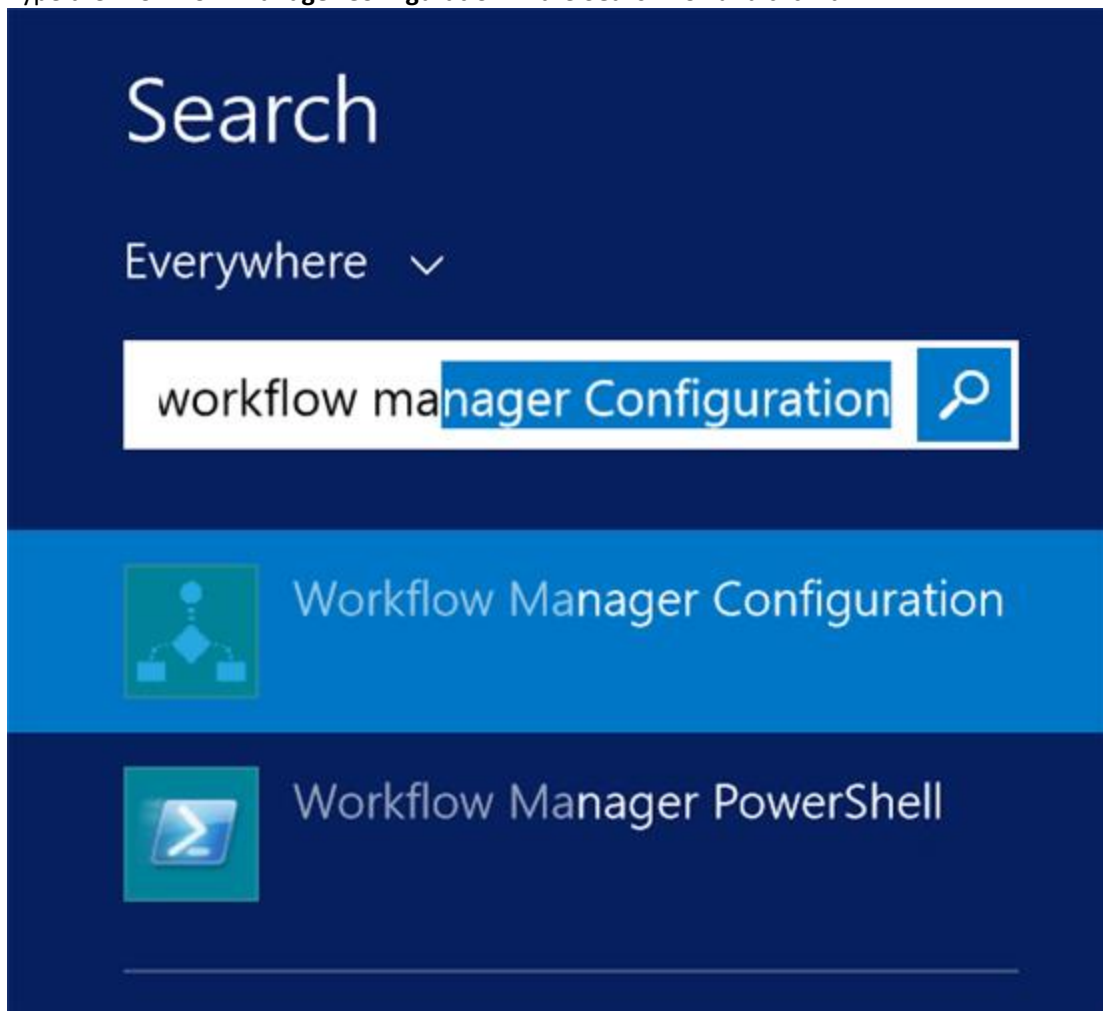 Search
Everywhere
workflow manager Configuration
Workflow Manager Configuration
Workflow Manager PowerShell